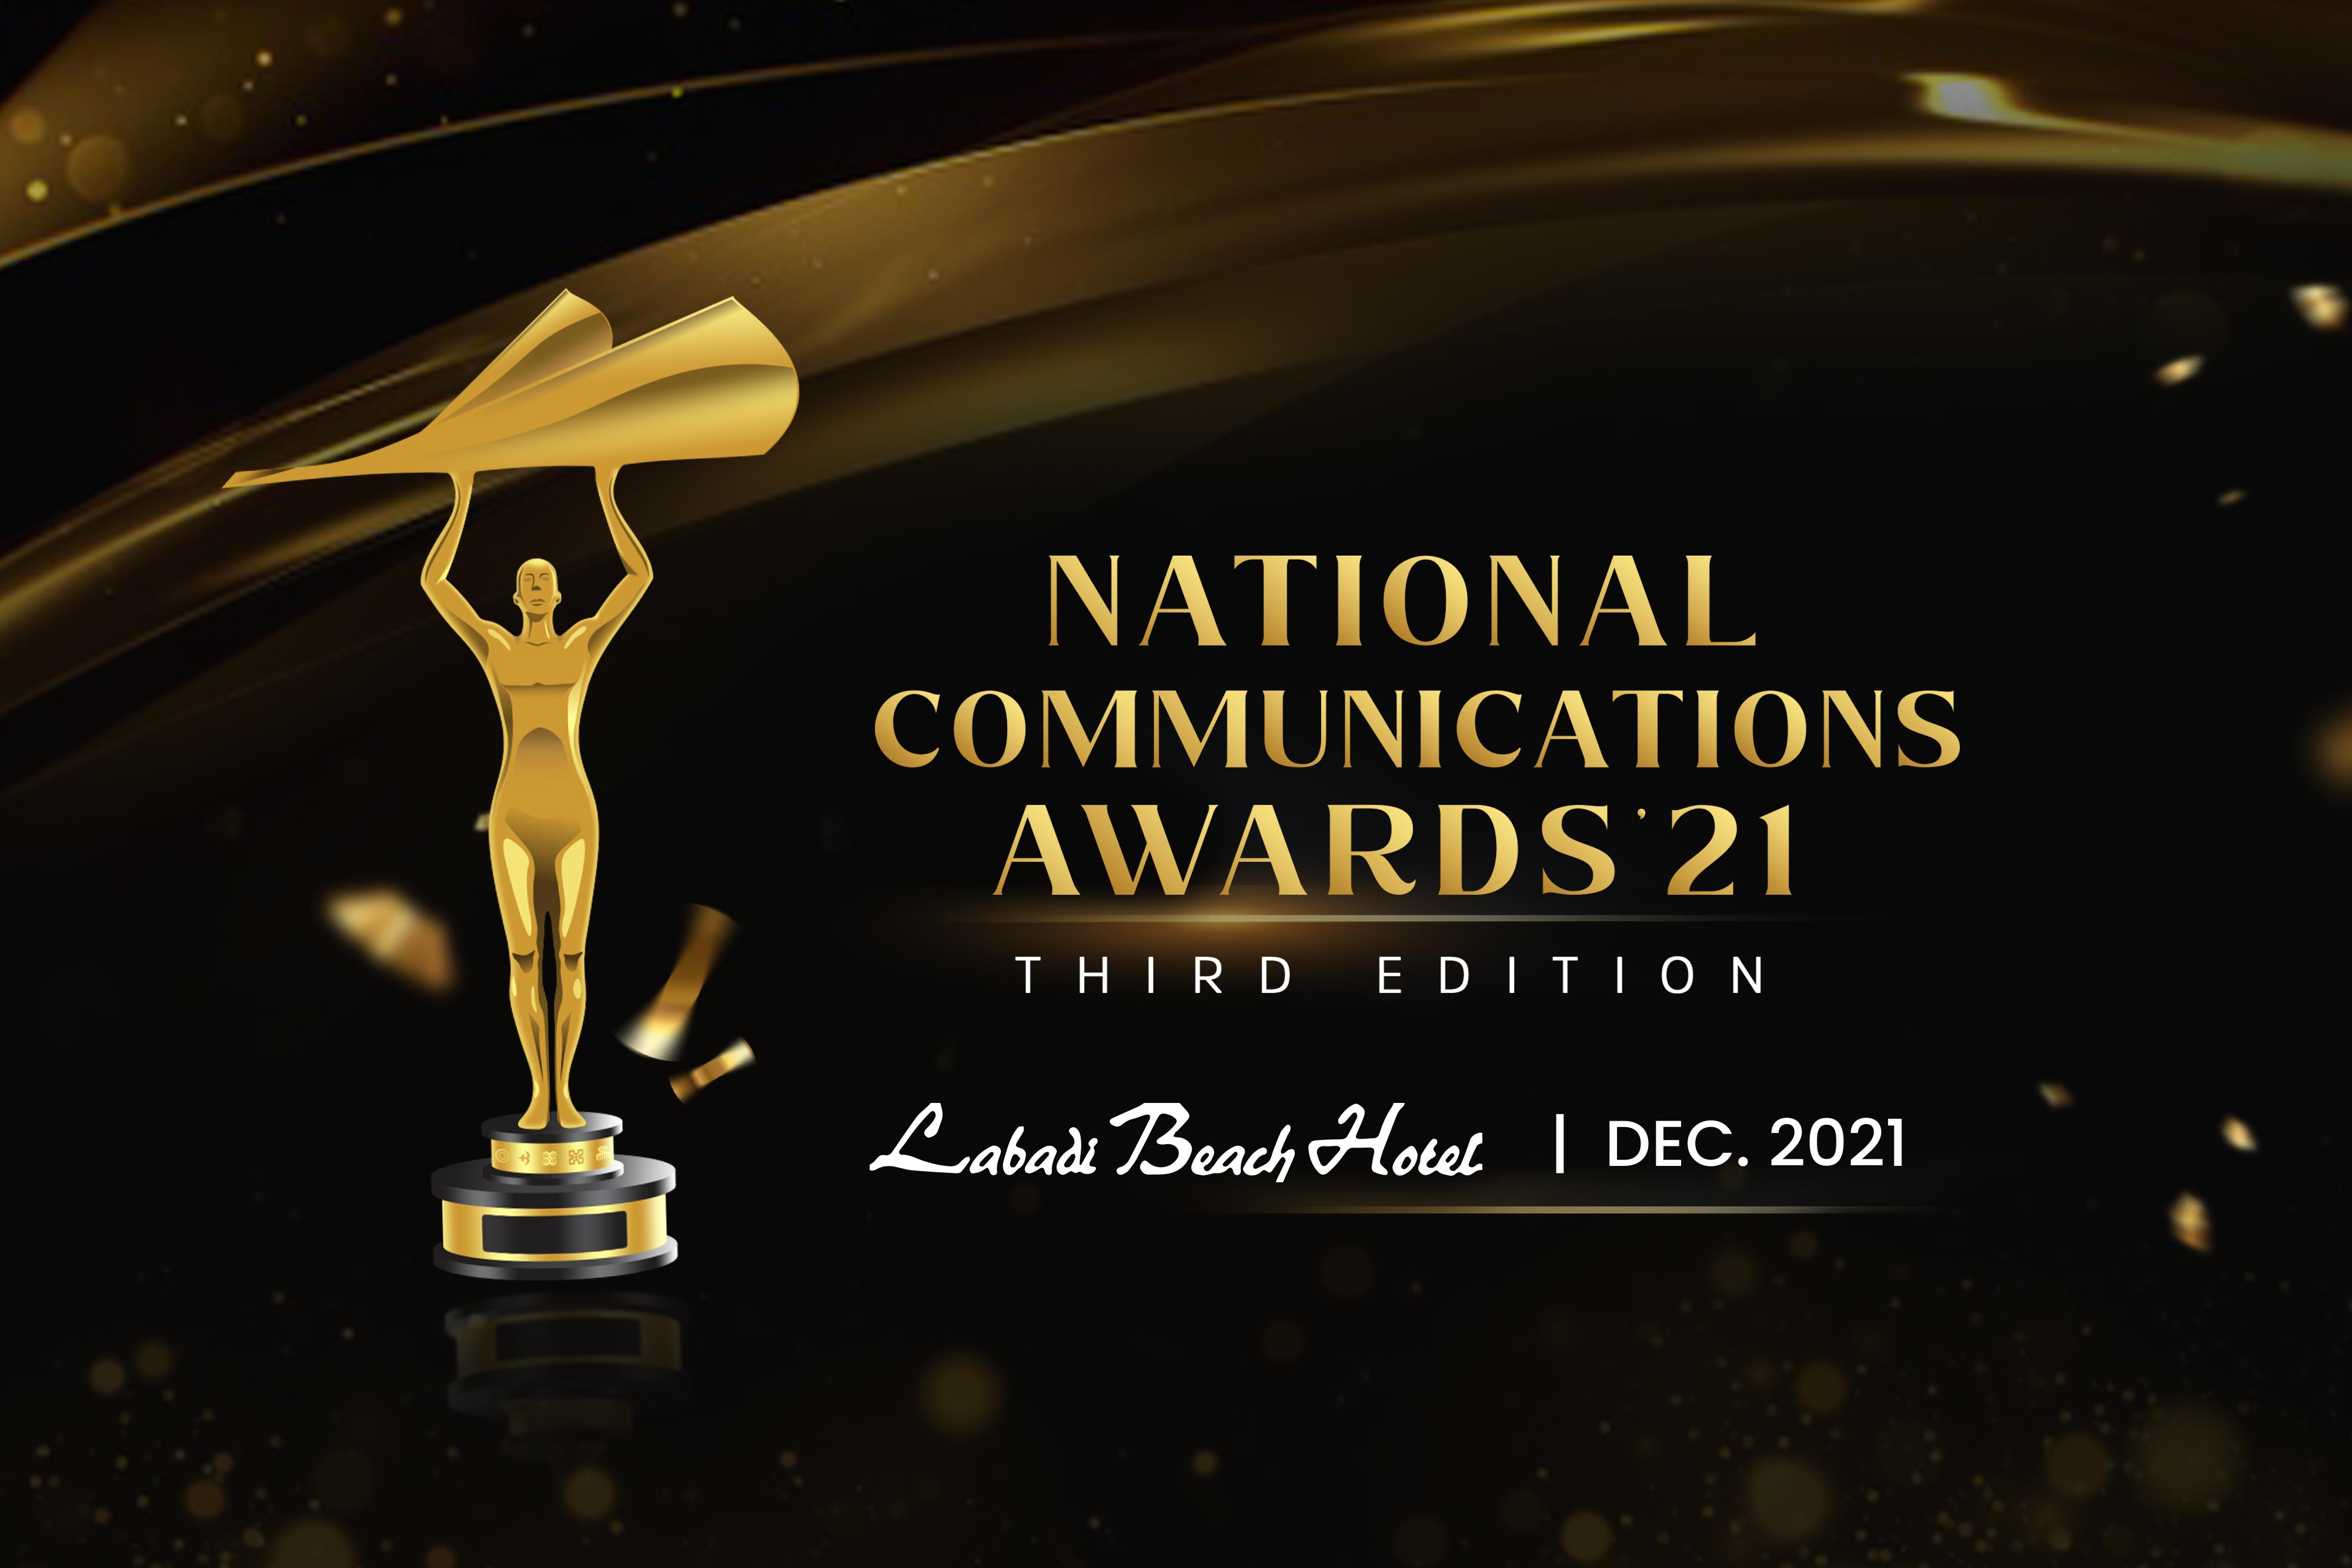 NATIONAL
COMMUNICATIONS
AWARDS'21
THIRD EDITION
Labadi Beach Hotel | DEC. 2021